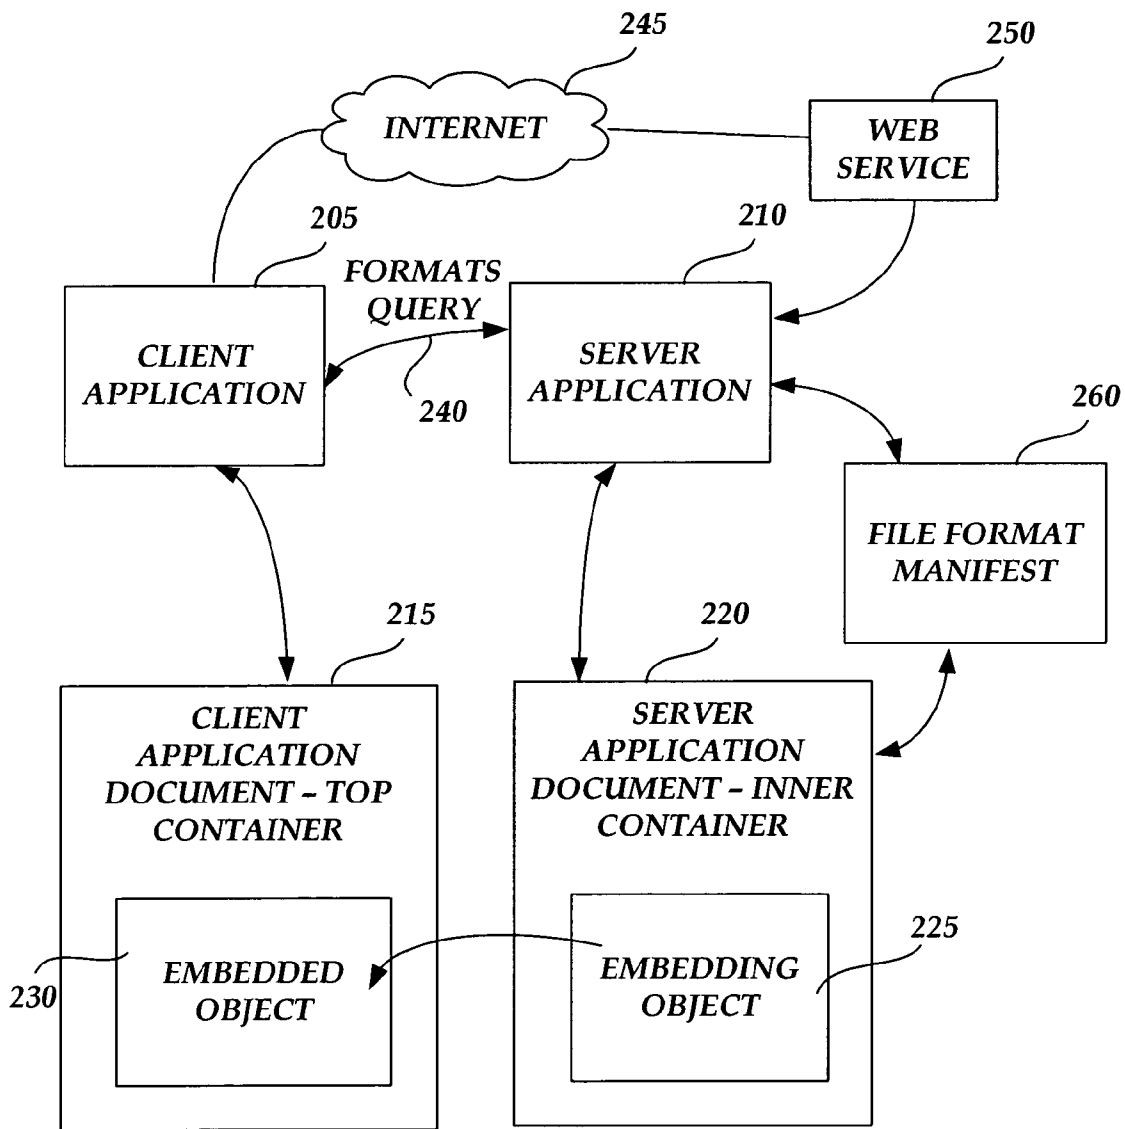 245
250
INTERNET
WEB
SERVICE
205
210
FORMATS
QUERY
CLIENT
APPLICATION
SERVER
APPLICATION
240
260
FILE FORMAT
MANIFEST
215
220
CLIENT
APPLICATION
DOCUMENT – TOP
CONTAINER
SERVER
APPLICATION
DOCUMENT – INNER
CONTAINER
225
230
EMBEDDED
OBJECT
EMBEDDING
OBJECT